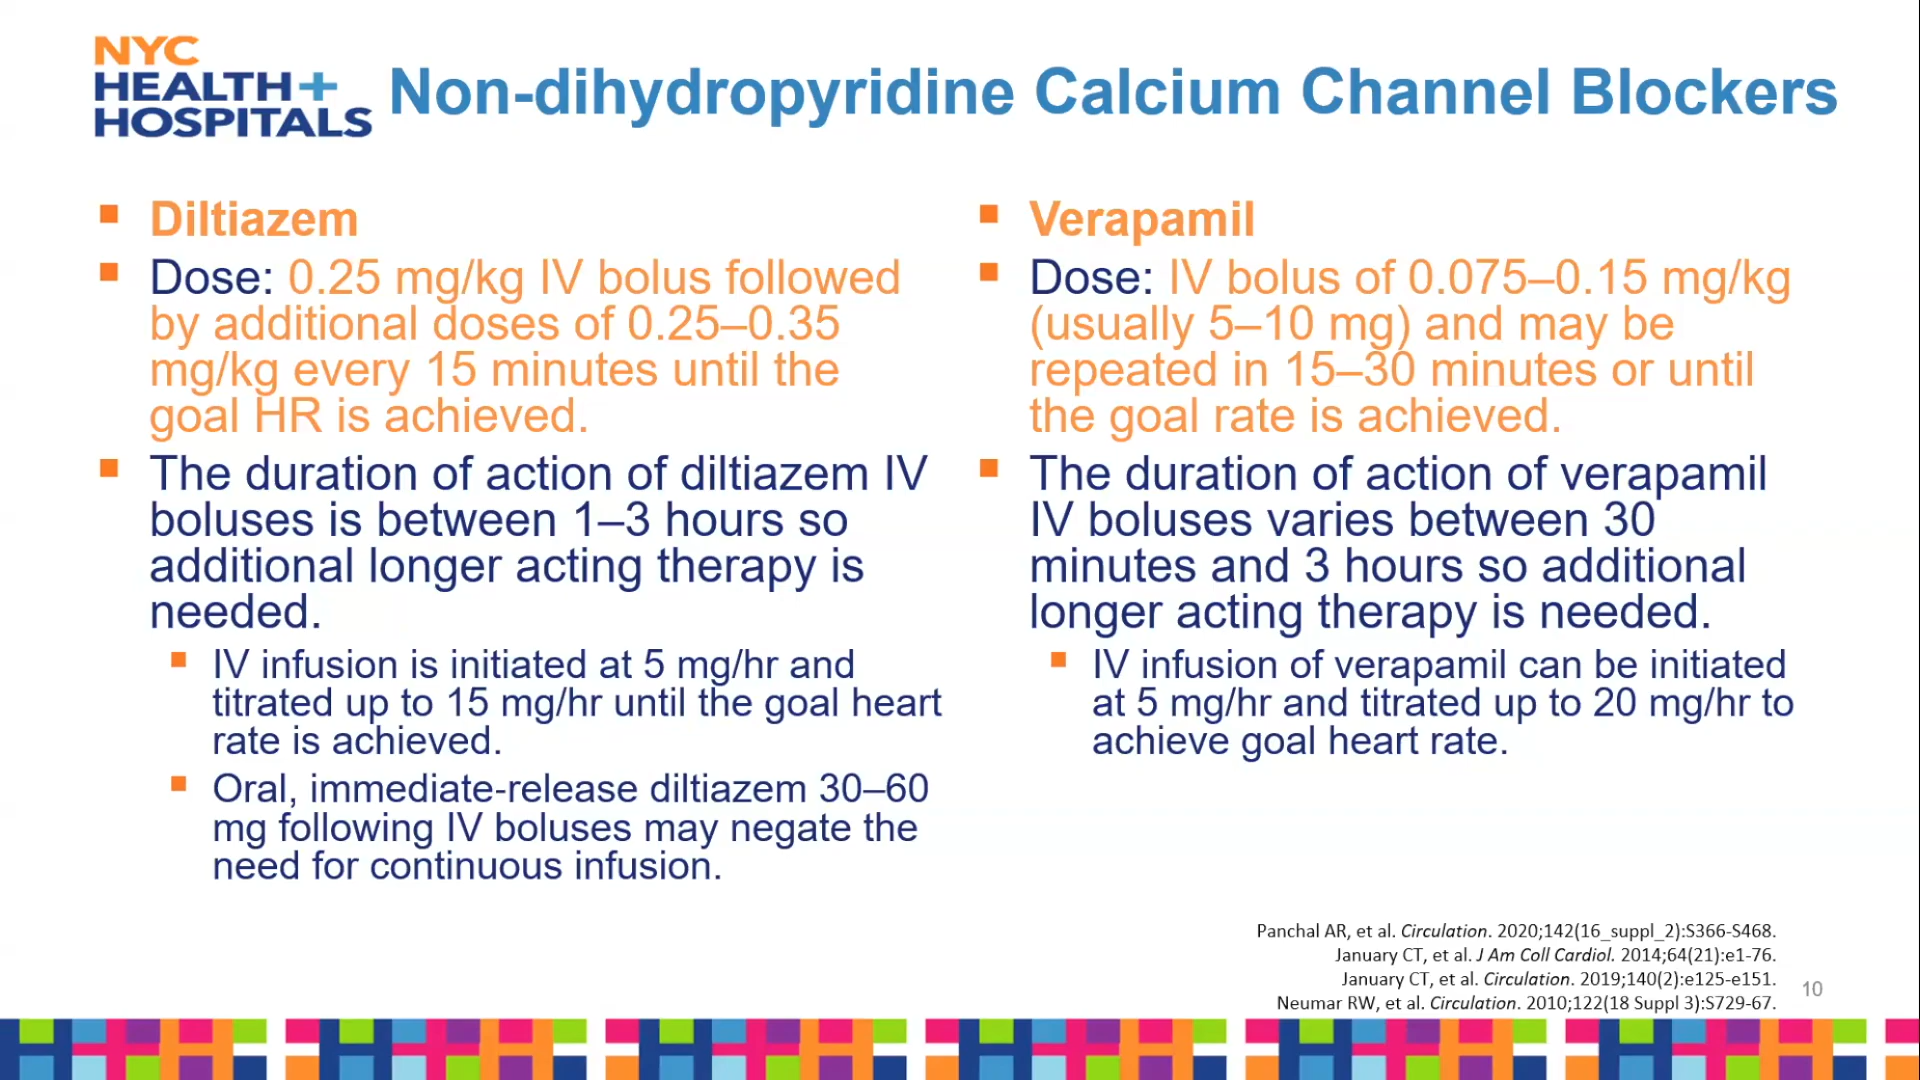 NYC
HEALTH+
HOSPITALS
Non-dihydropyridine Calcium Channel Blockers
Diltiazem
Dose: 0.25 mg/kg IV bolus followed
by additional doses of 0.25–0.35
mg/kg every 15 minutes until the
goal HR is achieved.
The duration of action of diltiazem IV
boluses is between 1–3 hours so
additional longer acting therapy is
needed.
IV infusion is initiated at 5 mg/hr and
titrated up to 15 mg/hr until the goal heart
rate is achieved.
Oral, immediate-release diltiazem 30–60
mg following IV boluses may negate the
need for continuous infusion.
Verapamil
Dose: IV bolus of 0.075–0.15 mg/kg
(usually 5–10 mg) and may be
repeated in 15–30 minutes or until
the goal rate is achieved.
The duration of action of verapamil
IV boluses varies between 30
minutes and 3 hours so additional
longer acting therapy is needed.
IV infusion of verapamil can be initiated
at 5 mg/hr and titrated up to 20 mg/hr to
achieve goal heart rate.
Panchal AR, et al. Circulation. 2020;142(16_suppl_2):S366-S468.
January CT, et al. J Am Coll Cardiol. 2014;64(21):e1-76.
January CT, et al. Circulation. 2019;140(2):e125-e151.
Neumar RW, et al. Circulation. 2010;122(18 Suppl 3):S729-67.
10